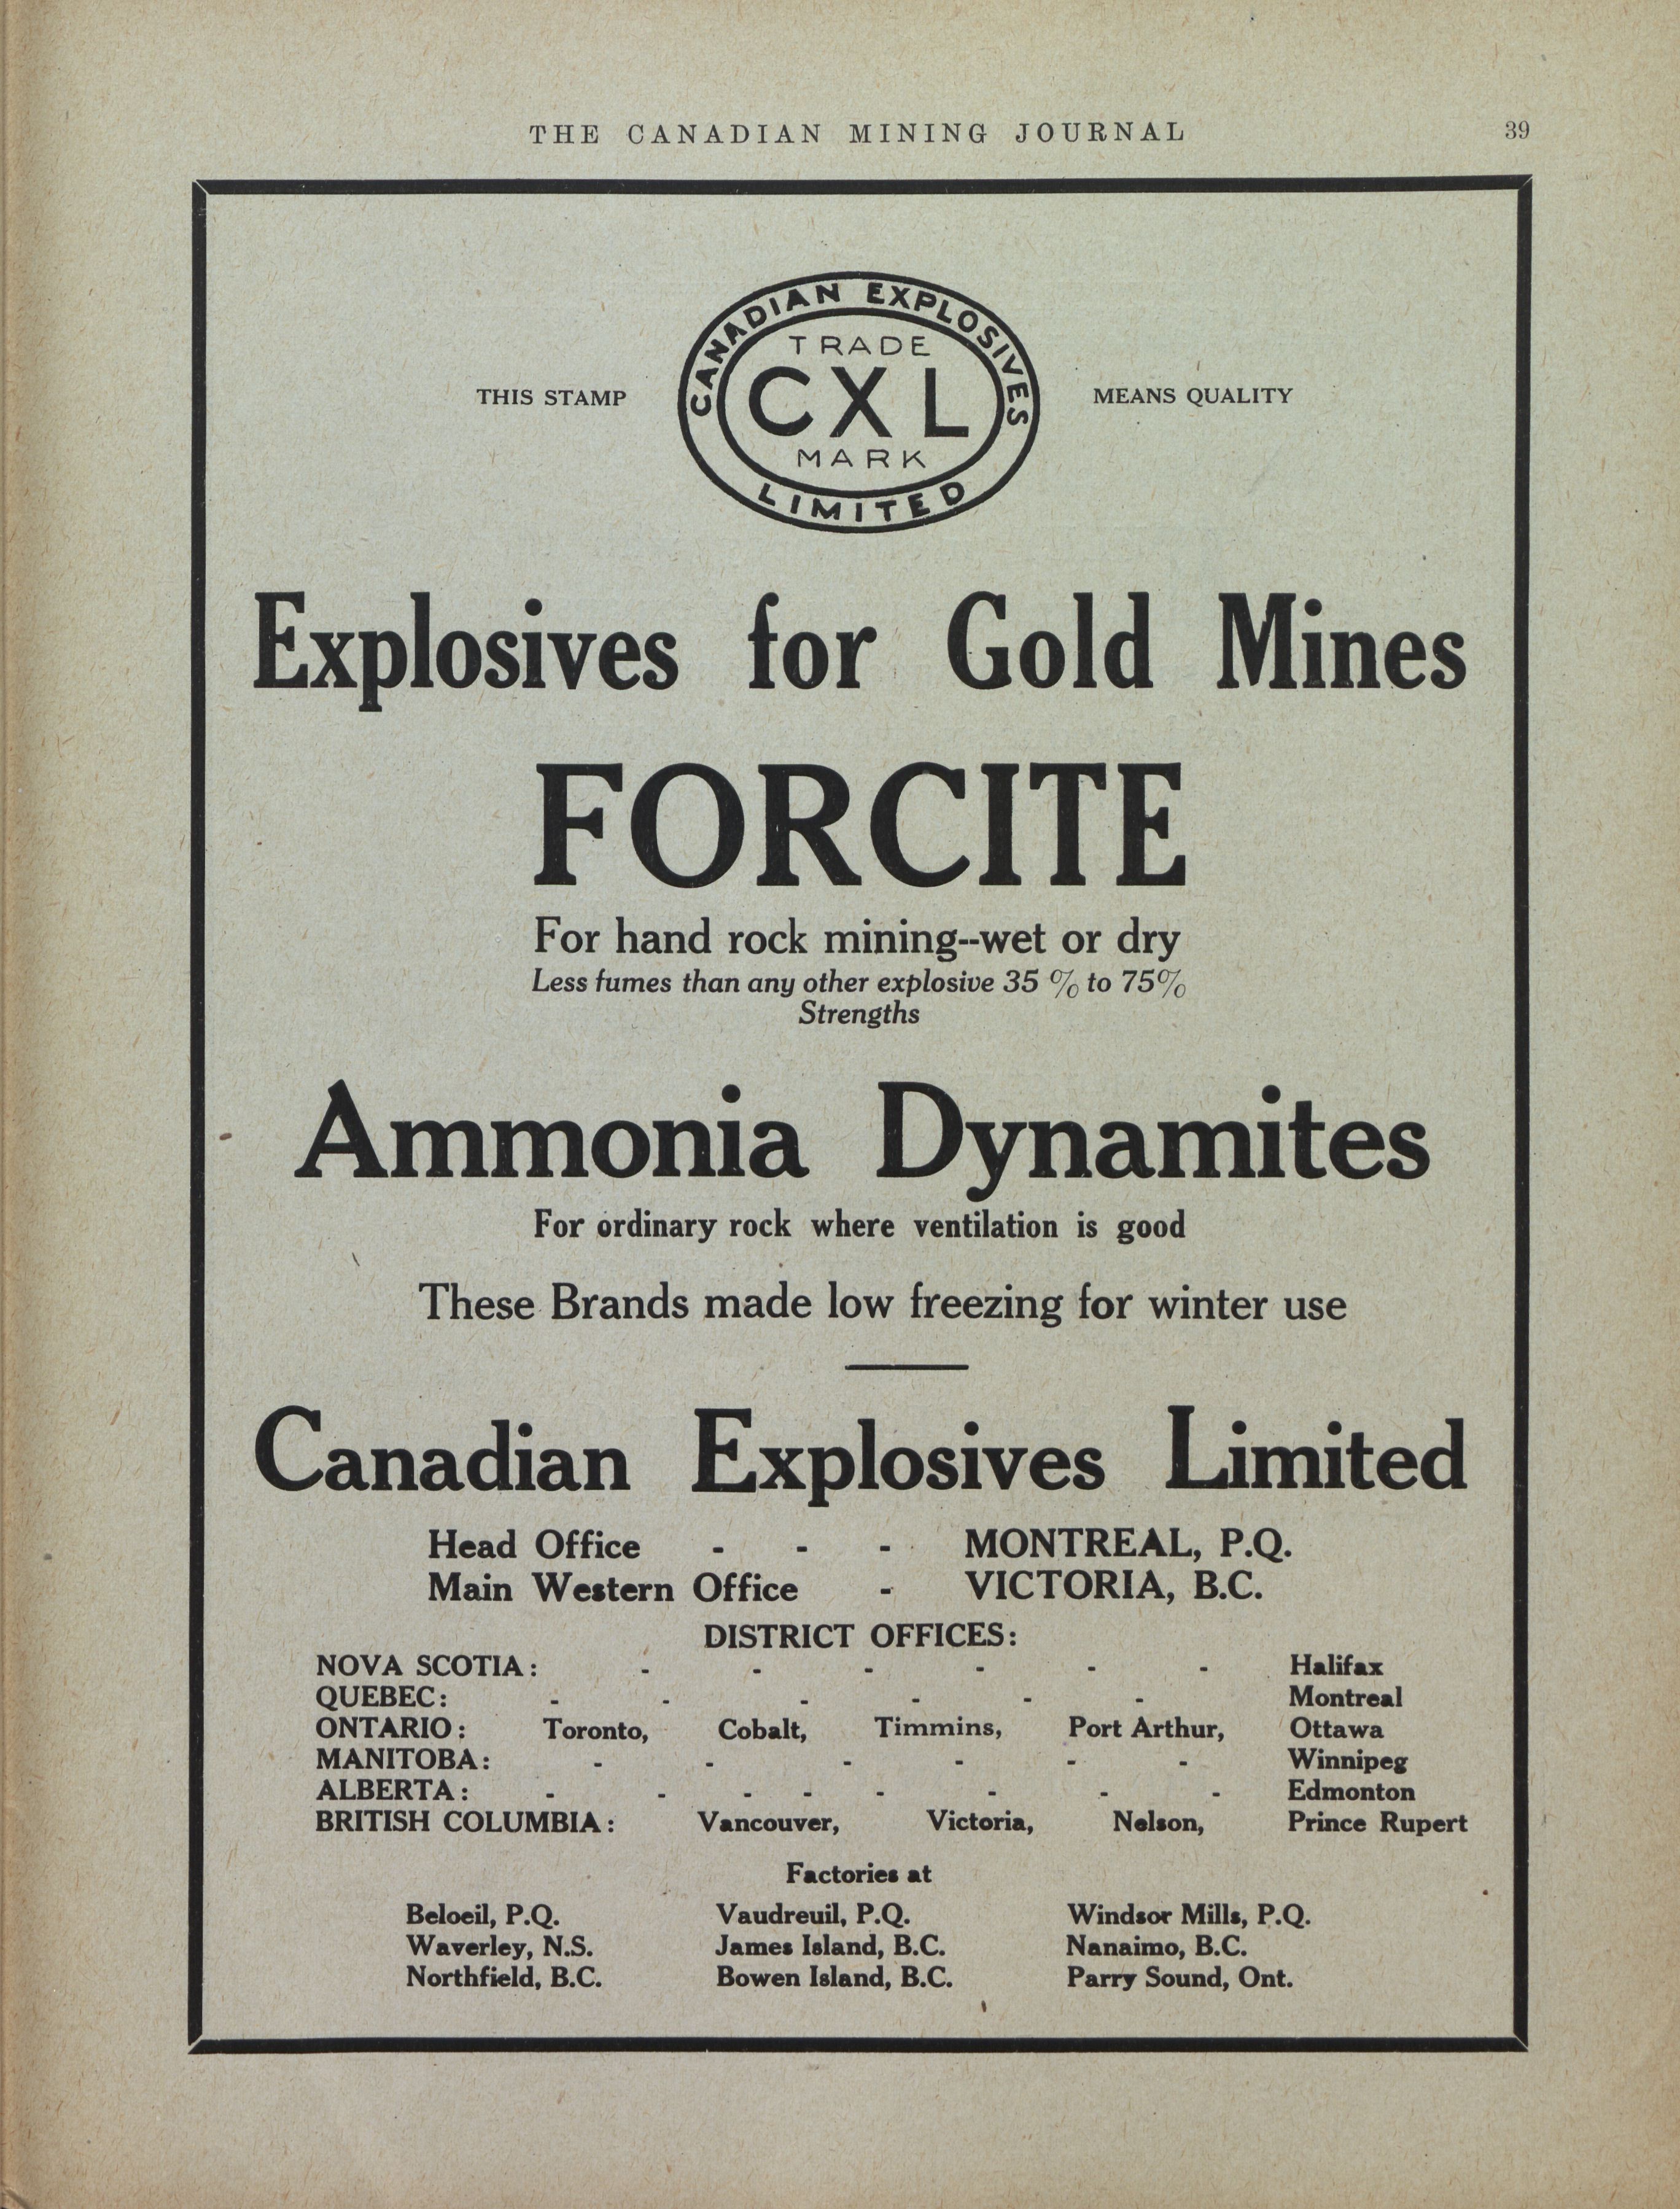 THE CANADIAN MINING JOURNAL 39
CANADIAN EXPLOSIVES
TRADE
THIS STAMP CXL MEANS QUALITY
MARK
LIMITED
Explosives for Gold Mines
FORCITE
For hand rock mining--wet or dry
Less fumes than any other explosive 35 % to 75%
Strengths
Ammonia Dynamites
For ordinary rock where ventilation is good
These Brands made low freezing for winter use
Canadian Explosives Limited
Head Office - - - MONTREAL, P.Q.
Main Western Office - VICTORIA, B.C.
DISTRICT OFFICES:
NOVA SCOTIA: - - - - - - Halifax
QUEBEC: - - - - - - Montreal
ONTARIO: Toronto, Cobalt, Timmins, Port Arthur, Ottawa
MANITOBA: - - - - - - Winnipeg
ALBERTA: - - - - - - - - Edmonton
BRITISH COLUMBIA: Vancouver, Victoria, Nelson, Prince Rupert
Factories at
Beloeil, P.Q. Vaudreuil, P.Q. Windsor Mills, P.Q.
Waverley, N.S. James Island, B.C. Nanaimo, B.C.
Northfield, B.C. Bowen Island, B.C. Parry Sound, Ont.